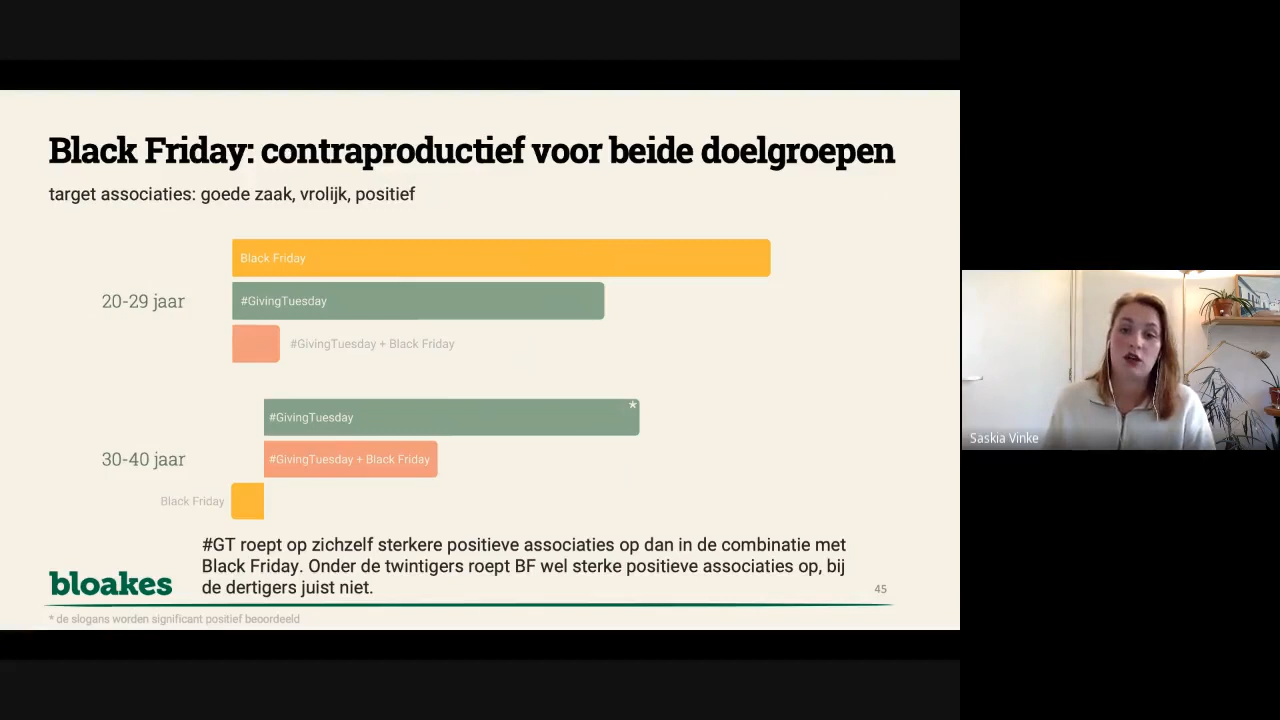 Black Friday: contraproductief voor beide doelgroepen
target associaties: goede zaak, vrolijk, positief
Black Friday
20-29 jaar
#GivingTuesday
#GivingTuesday + Black Friday
#GivingTuesday
*
30-40 jaar
#GivingTuesday + Black Friday
Black Friday
#GT roept op zichzelf sterkere positieve associaties op dan in de combinatie met
Black Friday. Onder de twintigers roept BF wel sterke positieve associaties op, bij
de dertigers juist niet.
bloakes
45
* de slogans worden significant positief beoordeeld
Saskia Vinke